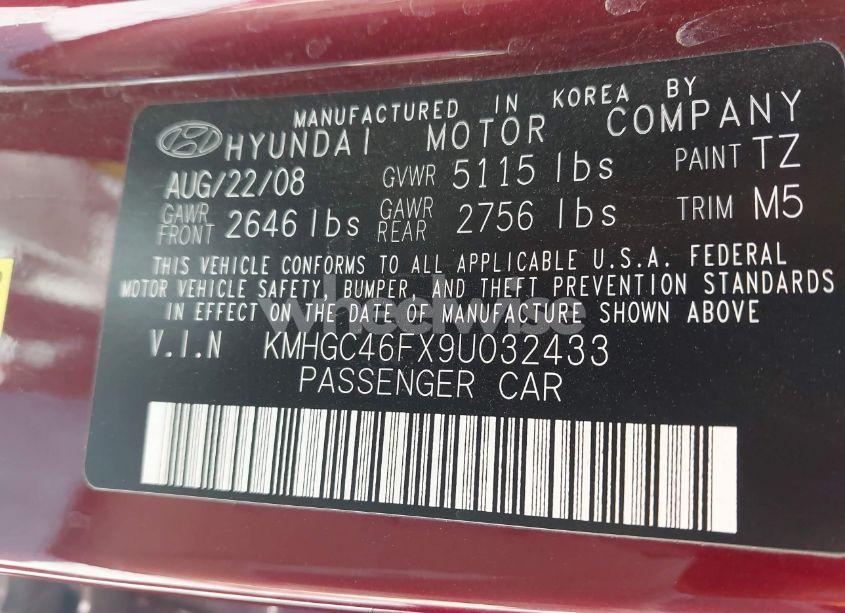 MANUFACTURED IN KOREA BY
HYUNDAI MOTOR COMPANY
AUG/22/08 GVWR 5115 lbs PAINT TZ
GAWR FRONT 2646 lbs GAWR REAR 2756 lbs TRIM M5
THIS VEHICLE CONFORMS TO ALL APPLICABLE U.S.A. FEDERAL
MOTOR VEHICLE SAFETY, BUMPER, AND THEFT PREVENTION STANDARDS
IN EFFECT ON THE DATE OF MANUFACTURE SHOWN ABOVE
wheelwise
V.I.N KMHGC46FX9U032433
PASSENGER CAR